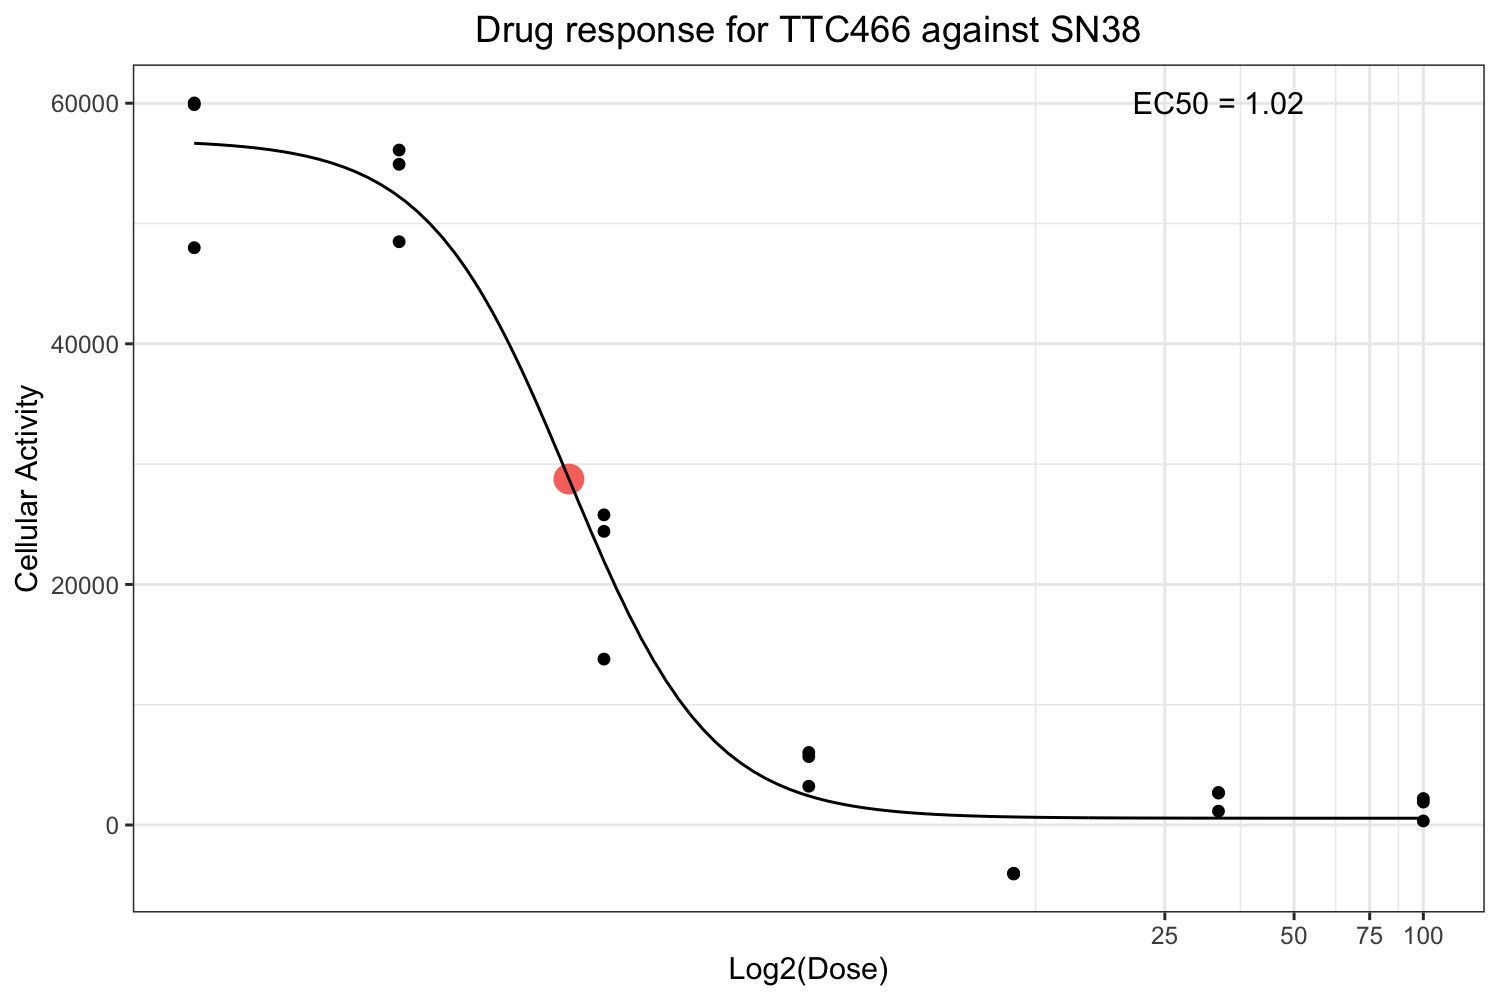 Drug response for TTC466 against SN38
EC50 = 1.02
60000
40000
20000
0
Cellular Activity
25 50 75 100
Log2(Dose)